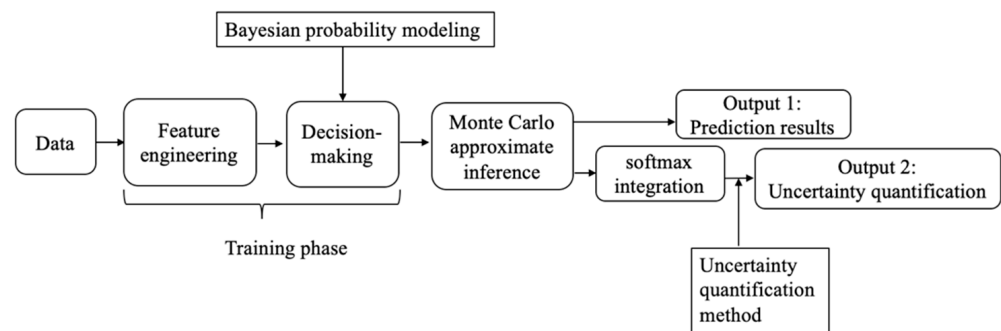 Bayesian probability modeling
Data
Feature
engineering
Decision-
making
Monte Carlo
approximate
inference
Output 1:
Prediction results
softmax
integration
Output 2:
Uncertainty quantification
Training phase
Uncertainty
quantification
method